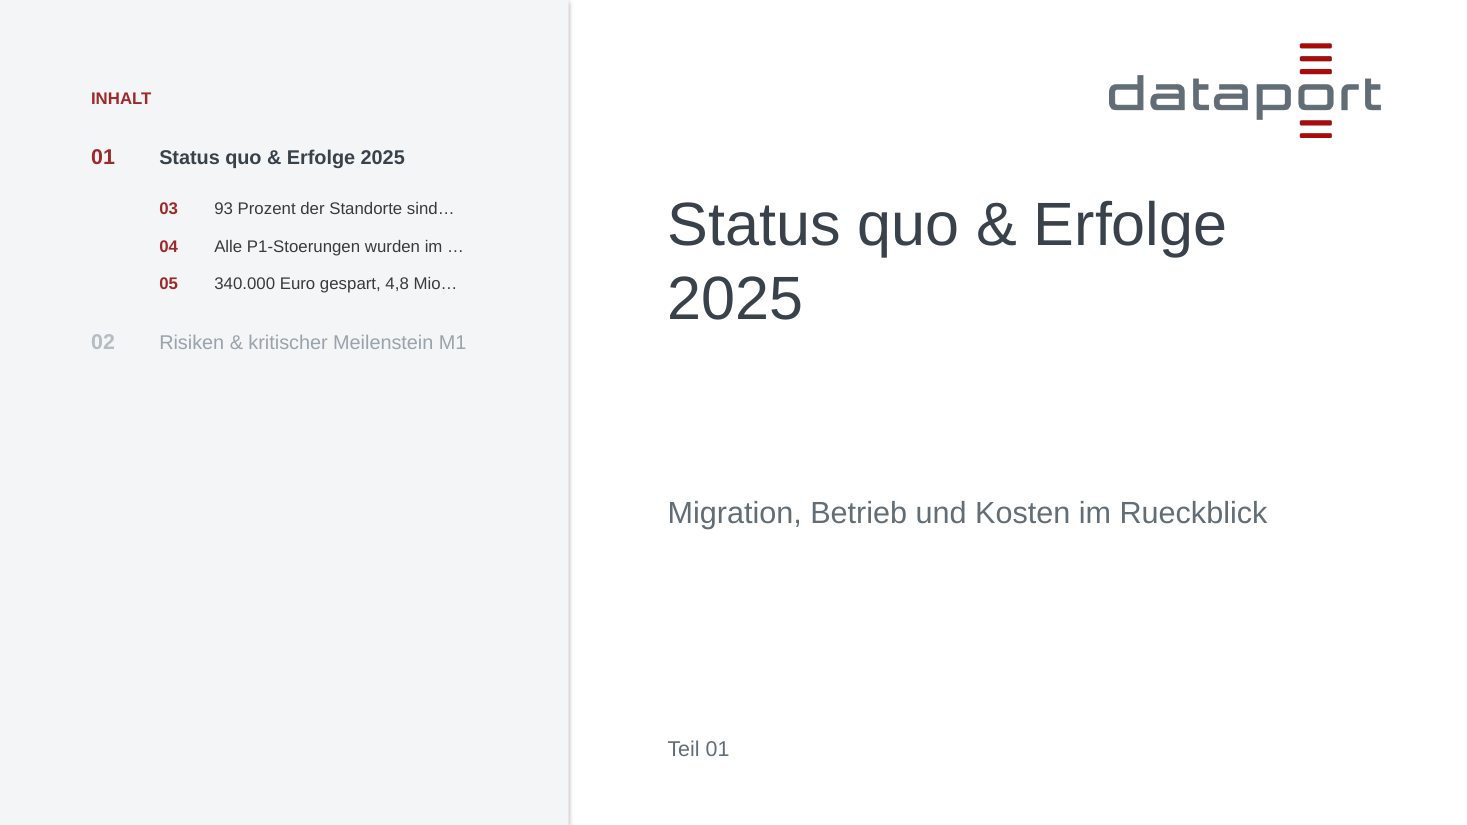 INHALT
01 Status quo & Erfolge 2025
03 93 Prozent der Standorte sind…
04 Alle P1-Stoerungen wurden im …
05 340.000 Euro gespart, 4,8 Mio…
02 Risiken & kritischer Meilenstein M1
dataport
Status quo & Erfolge
2025
Migration, Betrieb und Kosten im Rueckblick
Teil 01